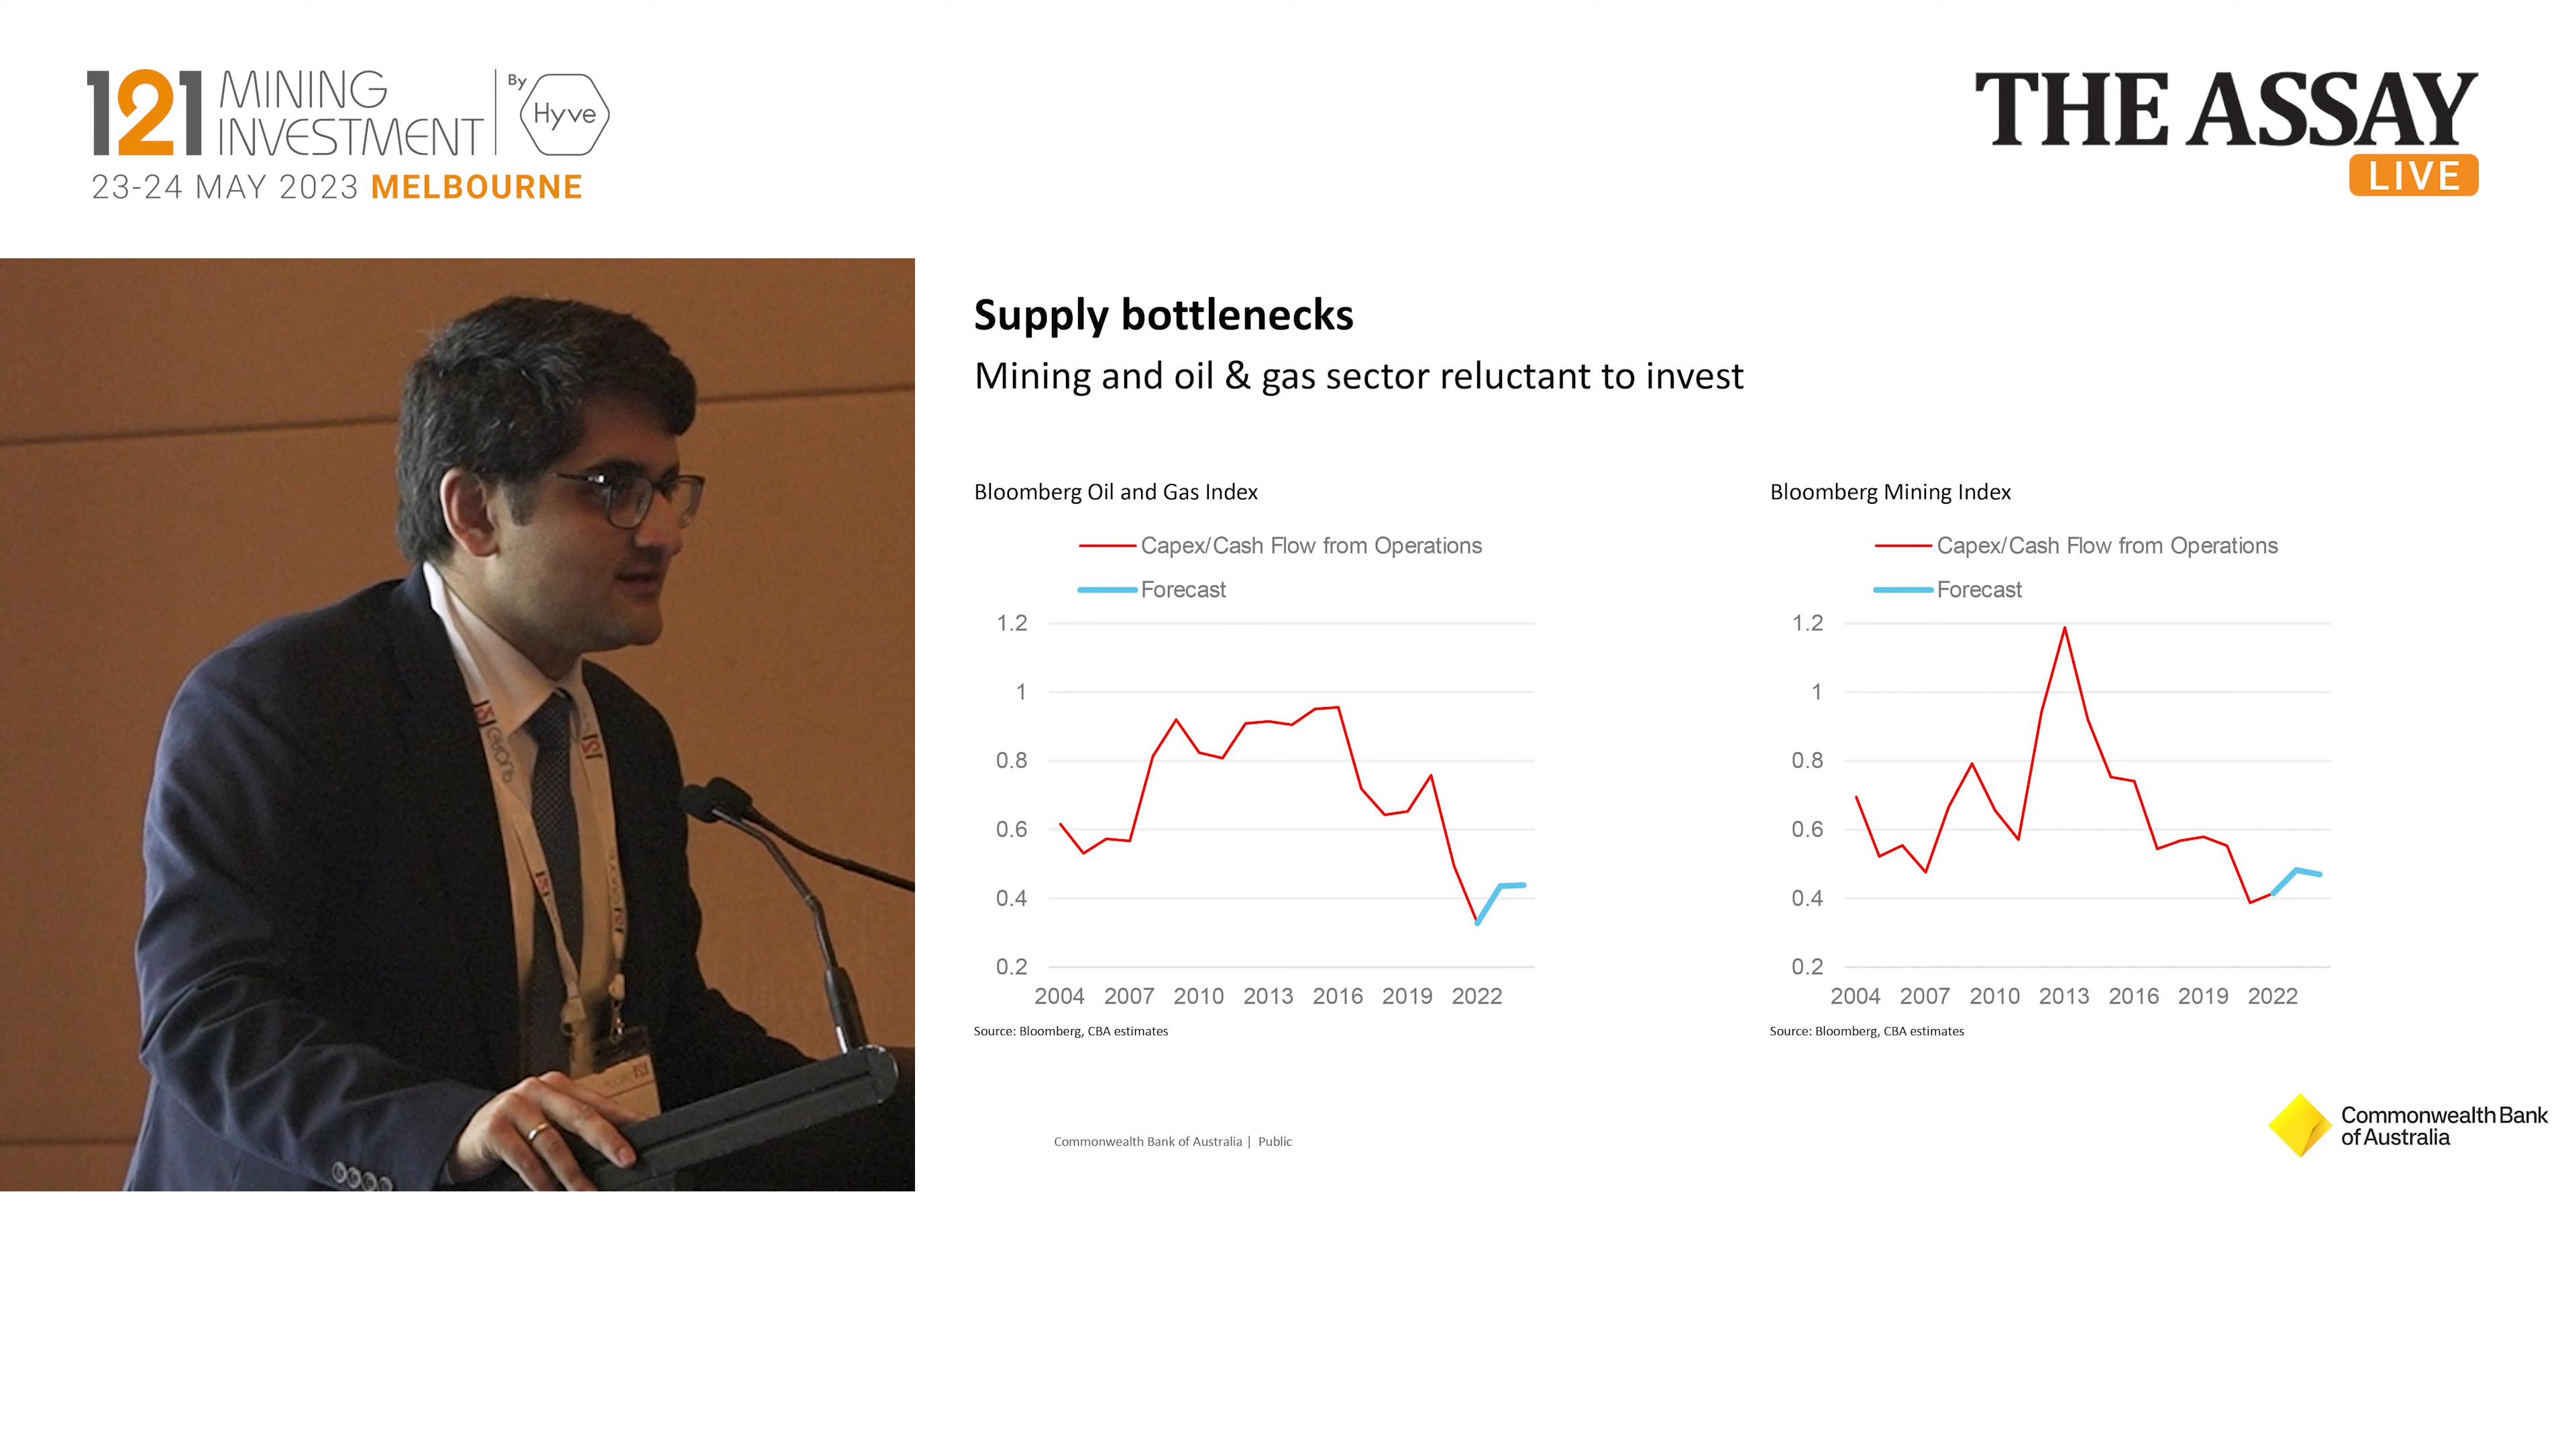 121 MINING INVESTMENT
By Hyve
23-24 MAY 2023 MELBOURNE
THE ASSAY
LIVE
Supply bottlenecks
Mining and oil & gas sector reluctant to invest
Bloomberg Oil and Gas Index
Capex/Cash Flow from Operations
Forecast
1.2
1
0.8
0.6
0.4
0.2
2004 2007 2010 2013 2016 2019 2022
Source: Bloomberg, CBA estimates
Bloomberg Mining Index
Capex/Cash Flow from Operations
Forecast
1.2
1
0.8
0.6
0.4
0.2
2004 2007 2010 2013 2016 2019 2022
Source: Bloomberg, CBA estimates
Commonwealth Bank of Australia | Public
CommonwealthBank
of Australia